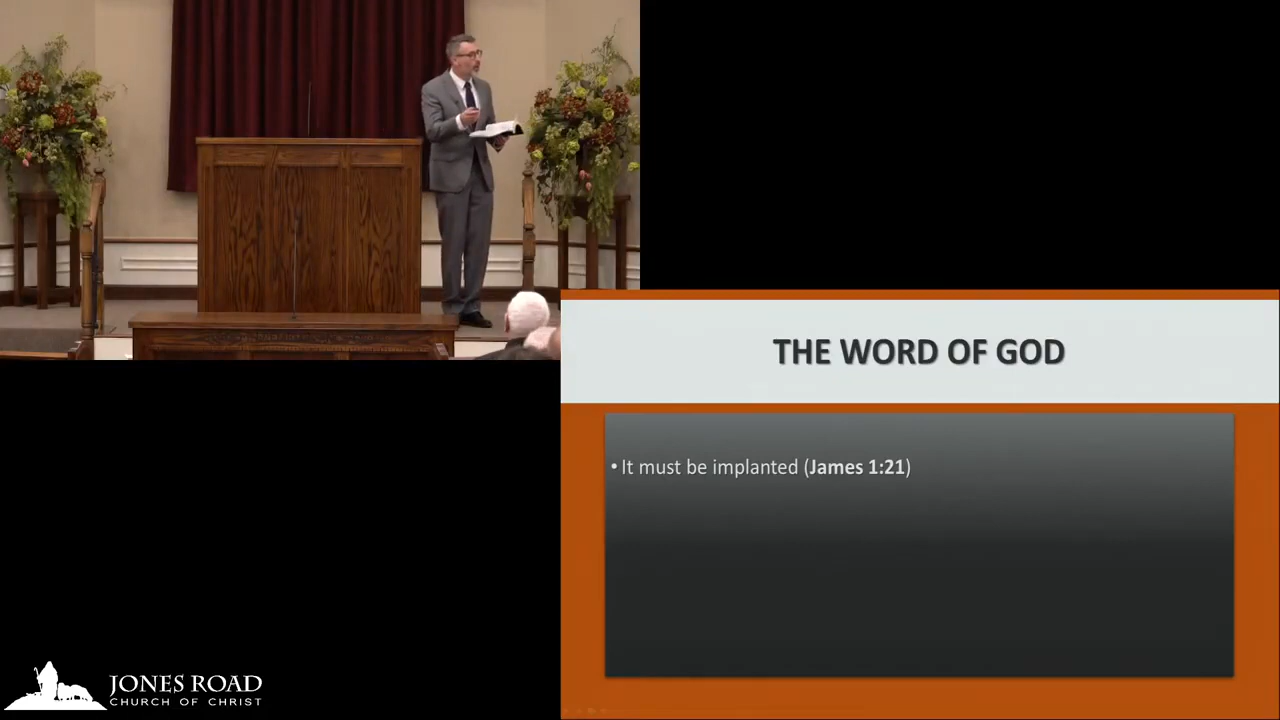 THE WORD OF GOD
• It must be implanted (James 1:21)
JONES ROAD
CHURCH OF CHRIST